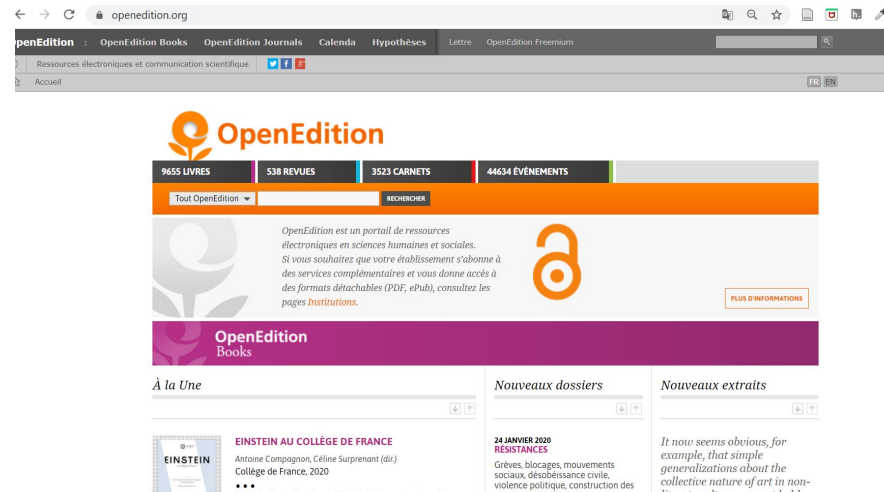 openedition.org
OpenEdition : OpenEdition Books OpenEdition Journals Calenda Hypothèses Lettre OpenEdition Freemium
Ressources électroniques et communication scientifique
Accueil FR EN
OpenEdition
9655 LIVRES 538 REVUES 3523 CARNETS 44634 ÉVÉNEMENTS
Tout OpenEdition RECHERCHER
OpenEdition est un portail de ressources
électroniques en sciences humaines et sociales.
Si vous souhaitez que votre établissement s'abonne à
des services complémentaires et vous donne accès à
des formats détachables (PDF, ePub), consultez les
pages Institutions.
PLUS D'INFORMATIONS
OpenEdition
Books
À la Une
EINSTEIN
EINSTEIN AU COLLÈGE DE FRANCE
Antoine Compagnon, Céline Surprenant (dir.)
Collège de France, 2020
Nouveaux dossiers
24 JANVIER 2020
RÉSISTANCES
Grèves, blocages, mouvements
sociaux, désobéissance civile,
violence politique, construction des
Nouveaux extraits
It now seems obvious, for
example, that simple
generalizations about the
collective nature of art in non-